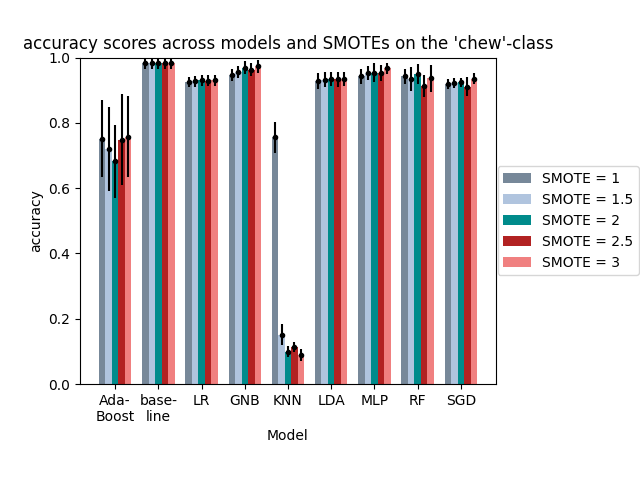 accuracy scores across models and SMOTEs on the 'chew'-class
1.0
0.8
0.6
0.4
0.2
0.0
accuracy
Ada-
Boost
base-
line
LR
GNB
KNN
LDA
MLP
RF
SGD
Model
SMOTE = 1
SMOTE = 1.5
SMOTE = 2
SMOTE = 2.5
SMOTE = 3